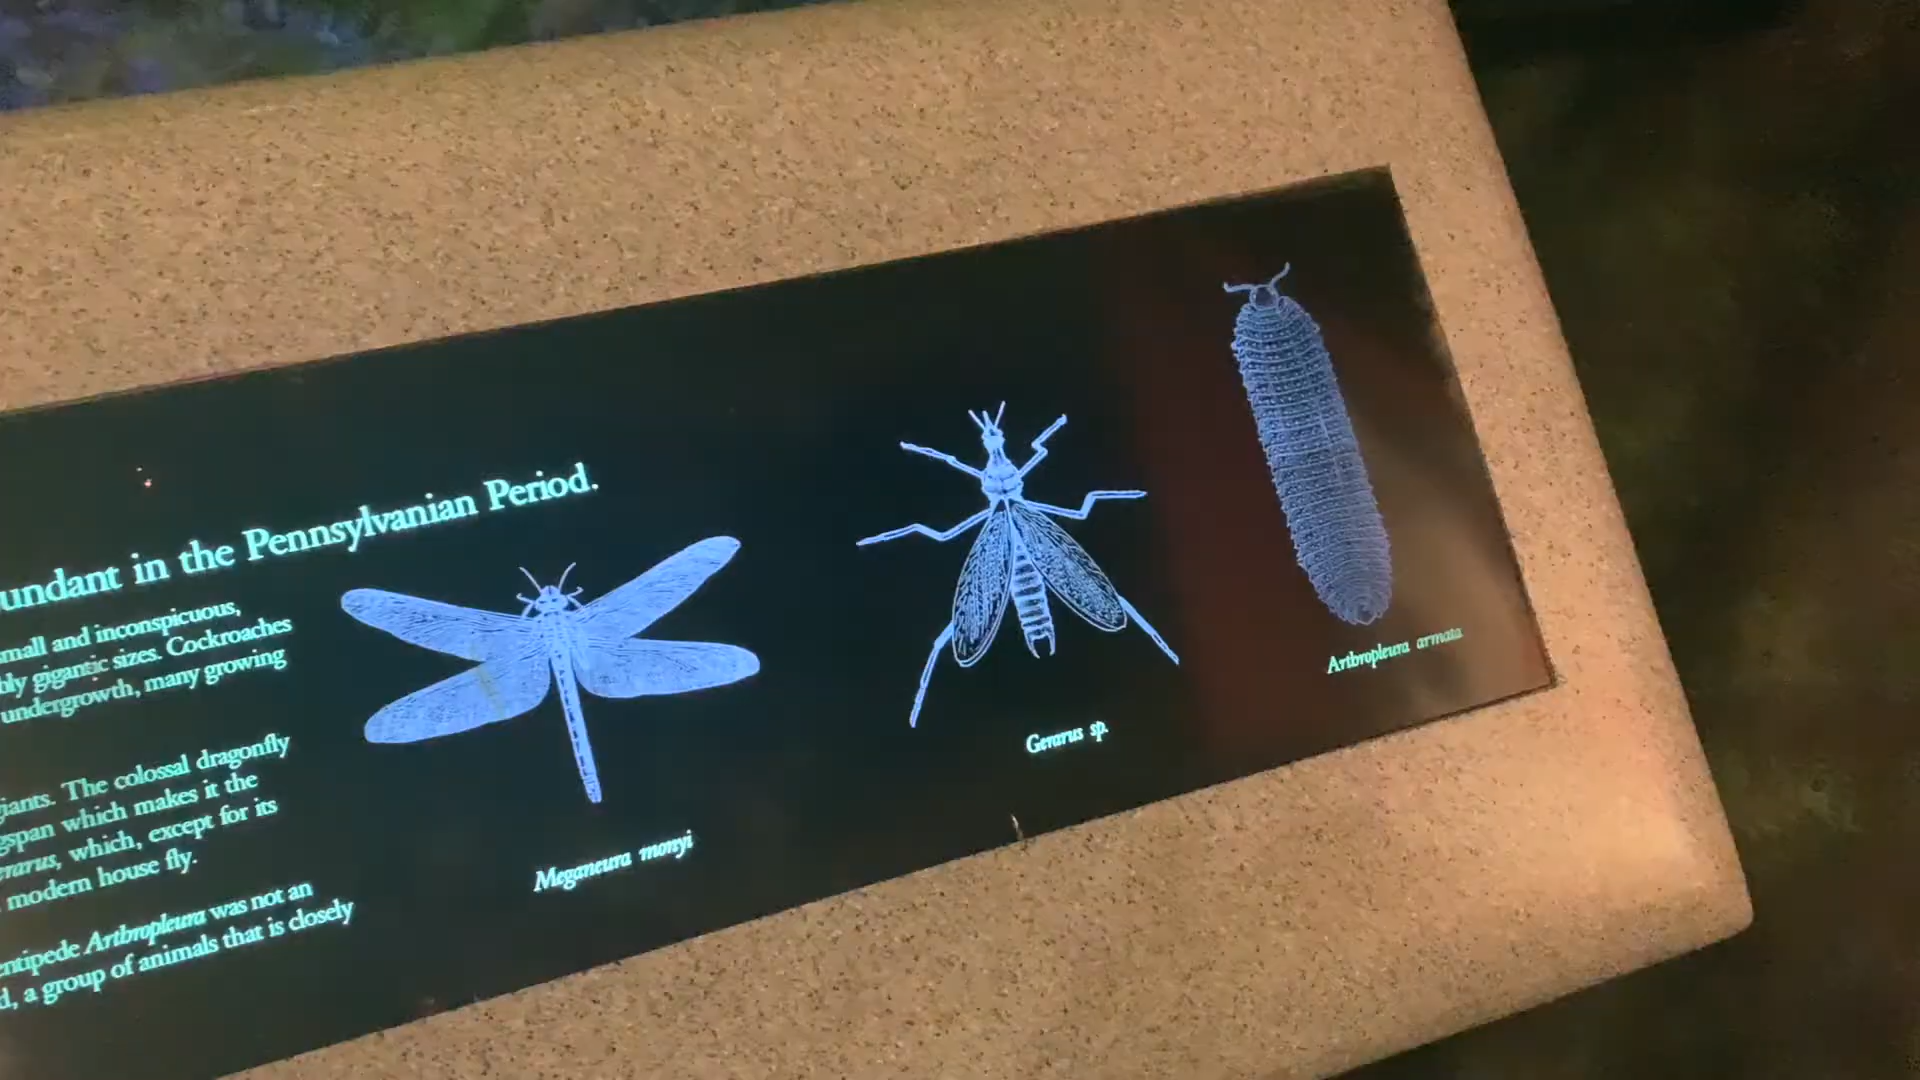 undant in the Pennsylvanian Period.
small and inconspicuous,
bly gigantic sizes. Cockroaches
undergrowth, many growing
giants. The colossal dragonfly
gspan which makes it the
erarus, which, except for its
modern house fly.
entipede Arthropleura was not an
d, a group of animals that is closely
Meganeura monyi
Gerarus sp.
Arthropleura armata